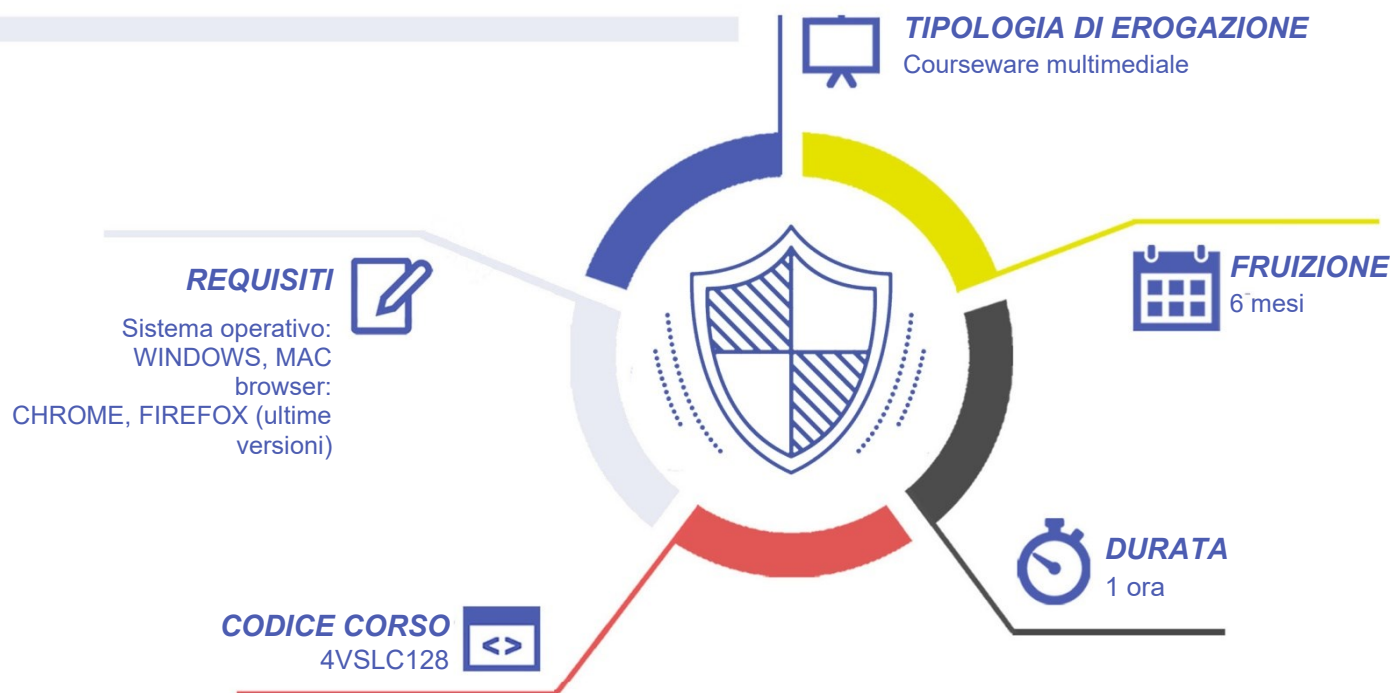 TIPOLOGIA DI EROGAZIONE
Courseware multimediale
REQUISITI
Sistema operativo:
WINDOWS, MAC
browser:
CHROME, FIREFOX (ultime
versioni)
FRUIZIONE
6 mesi
DURATA
1 ora
CODICE CORSO
4VSLC128
<>